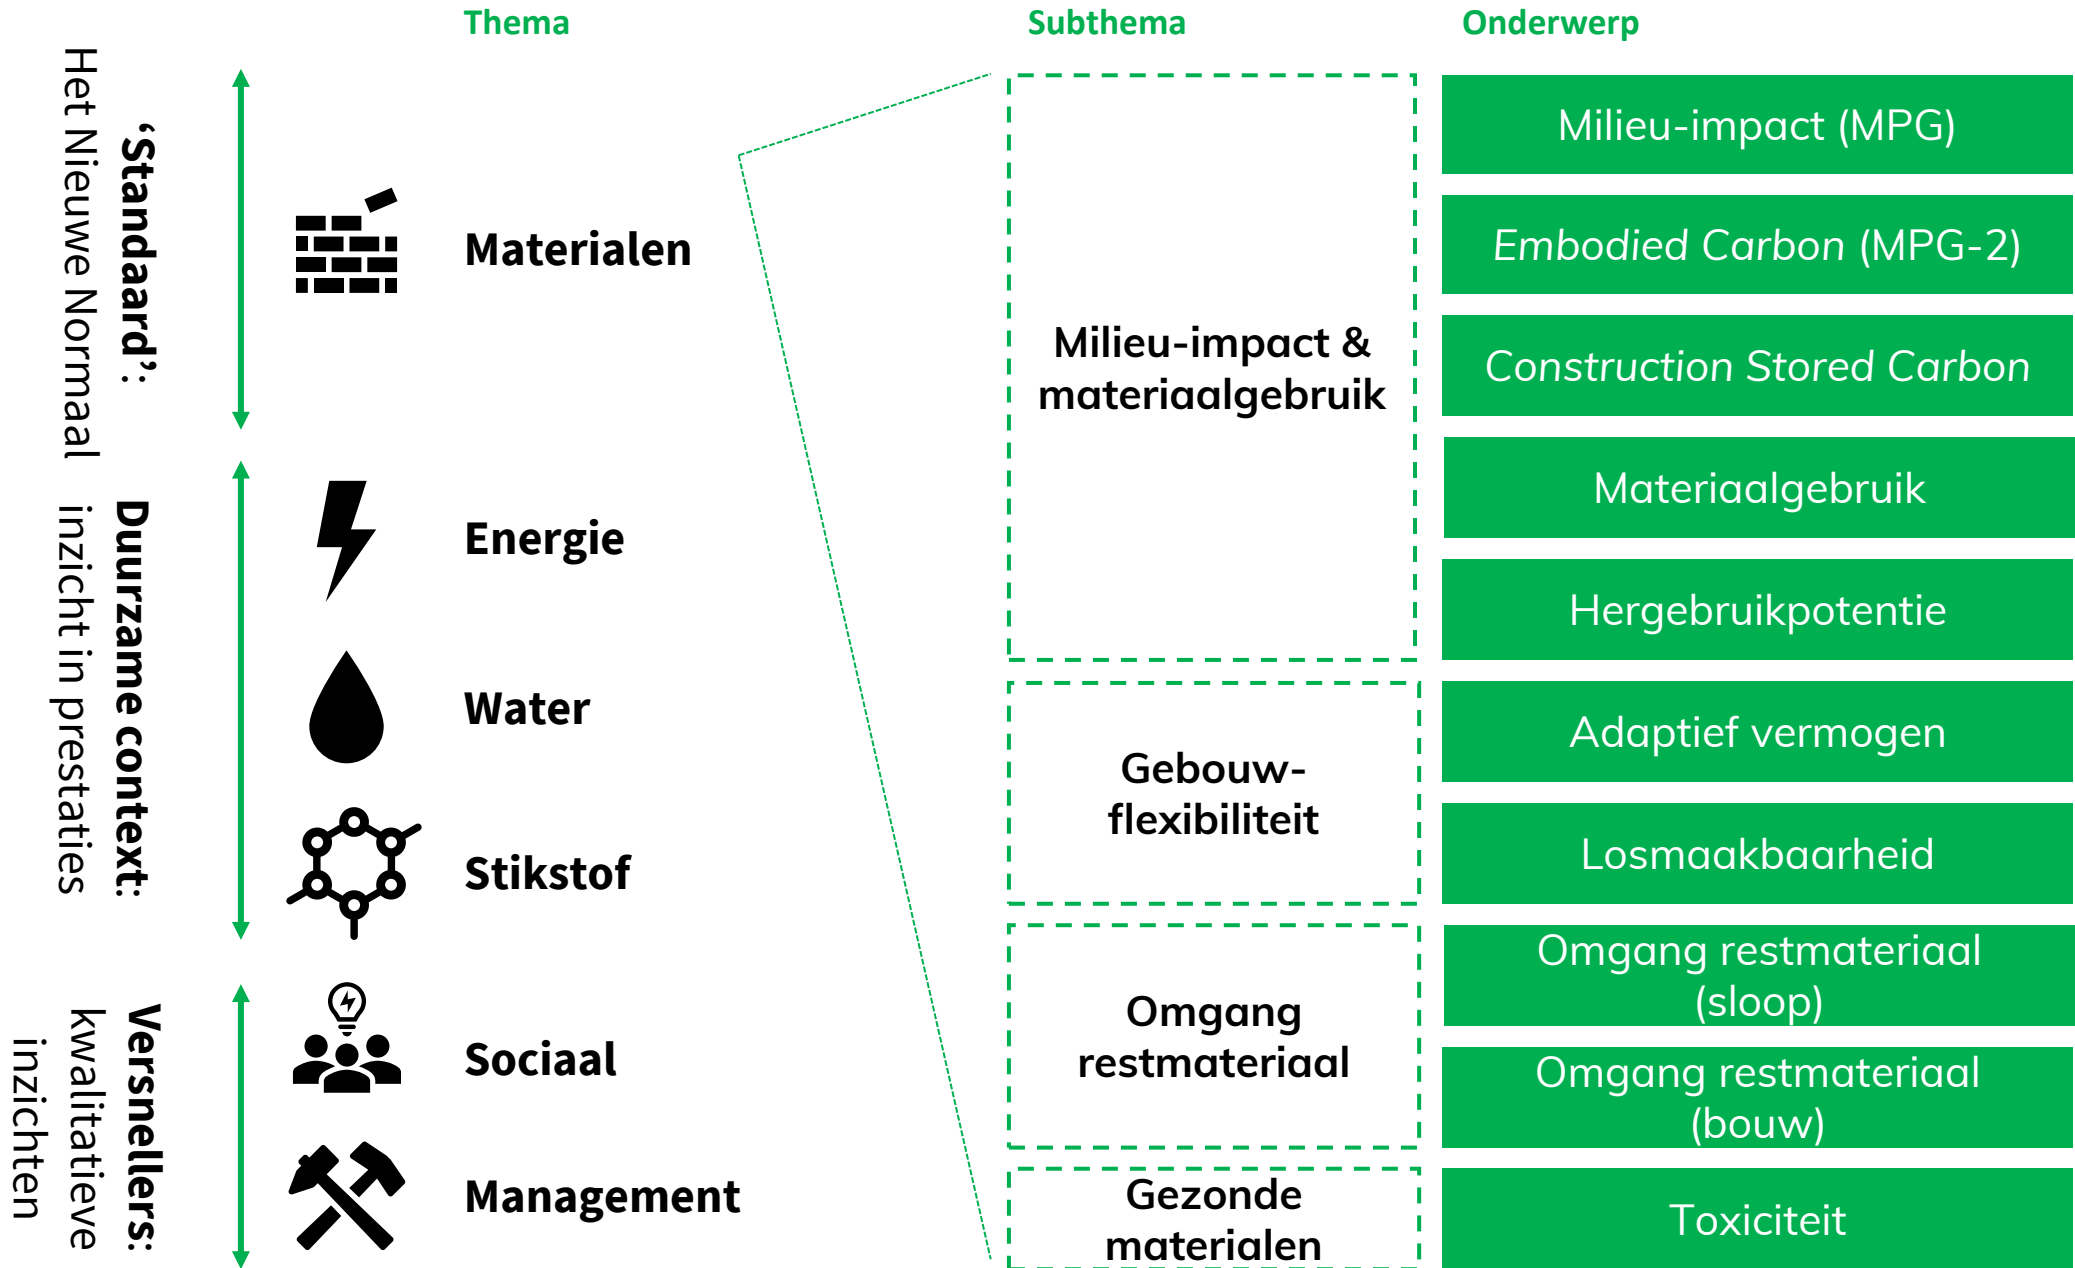 Thema
Subthema
Onderwerp
‘Standaard’:
Het Nieuwe Normaal
Materialen
Duurzame context:
inzicht in prestaties
Energie
Water
Stikstof
Versnellers:
kwalitatieve
inzichten
Sociaal
Management
Milieu-impact &
materiaalgebruik
Gebouw-
flexibiliteit
Omgang
restmateriaal
Gezonde
materialen
Milieu-impact (MPG)
Embodied Carbon (MPG-2)
Construction Stored Carbon
Materiaalgebruik
Hergebruikpotentie
Adaptief vermogen
Losmaakbaarheid
Omgang restmateriaal
(sloop)
Omgang restmateriaal
(bouw)
Toxiciteit